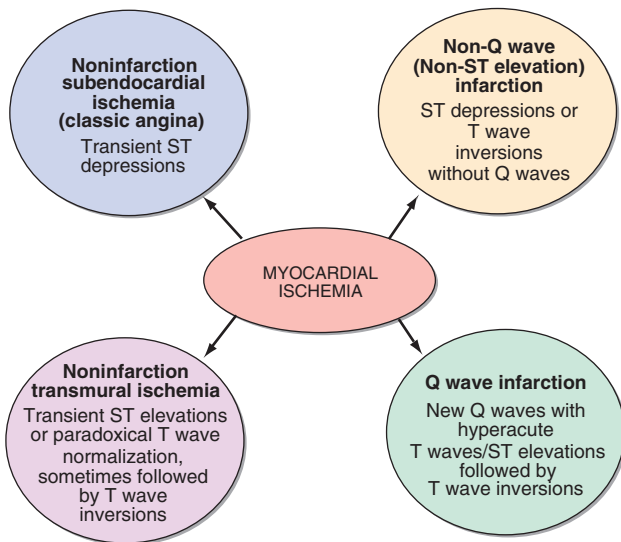 Noninfarction
subendocardial
ischemia
(classic angina)
Transient ST
depressions
Non-Q wave
(Non-ST elevation)
infarction
ST depressions or
T wave
inversions
without Q waves
MYOCARDIAL
ISCHEMIA
Noninfarction
transmural ischemia
Transient ST elevations
or paradoxical T wave
normalization,
sometimes followed
by T wave
inversions
Q wave infarction
New Q waves with
hyperacute
T waves/ST elevations
followed by
T wave inversions